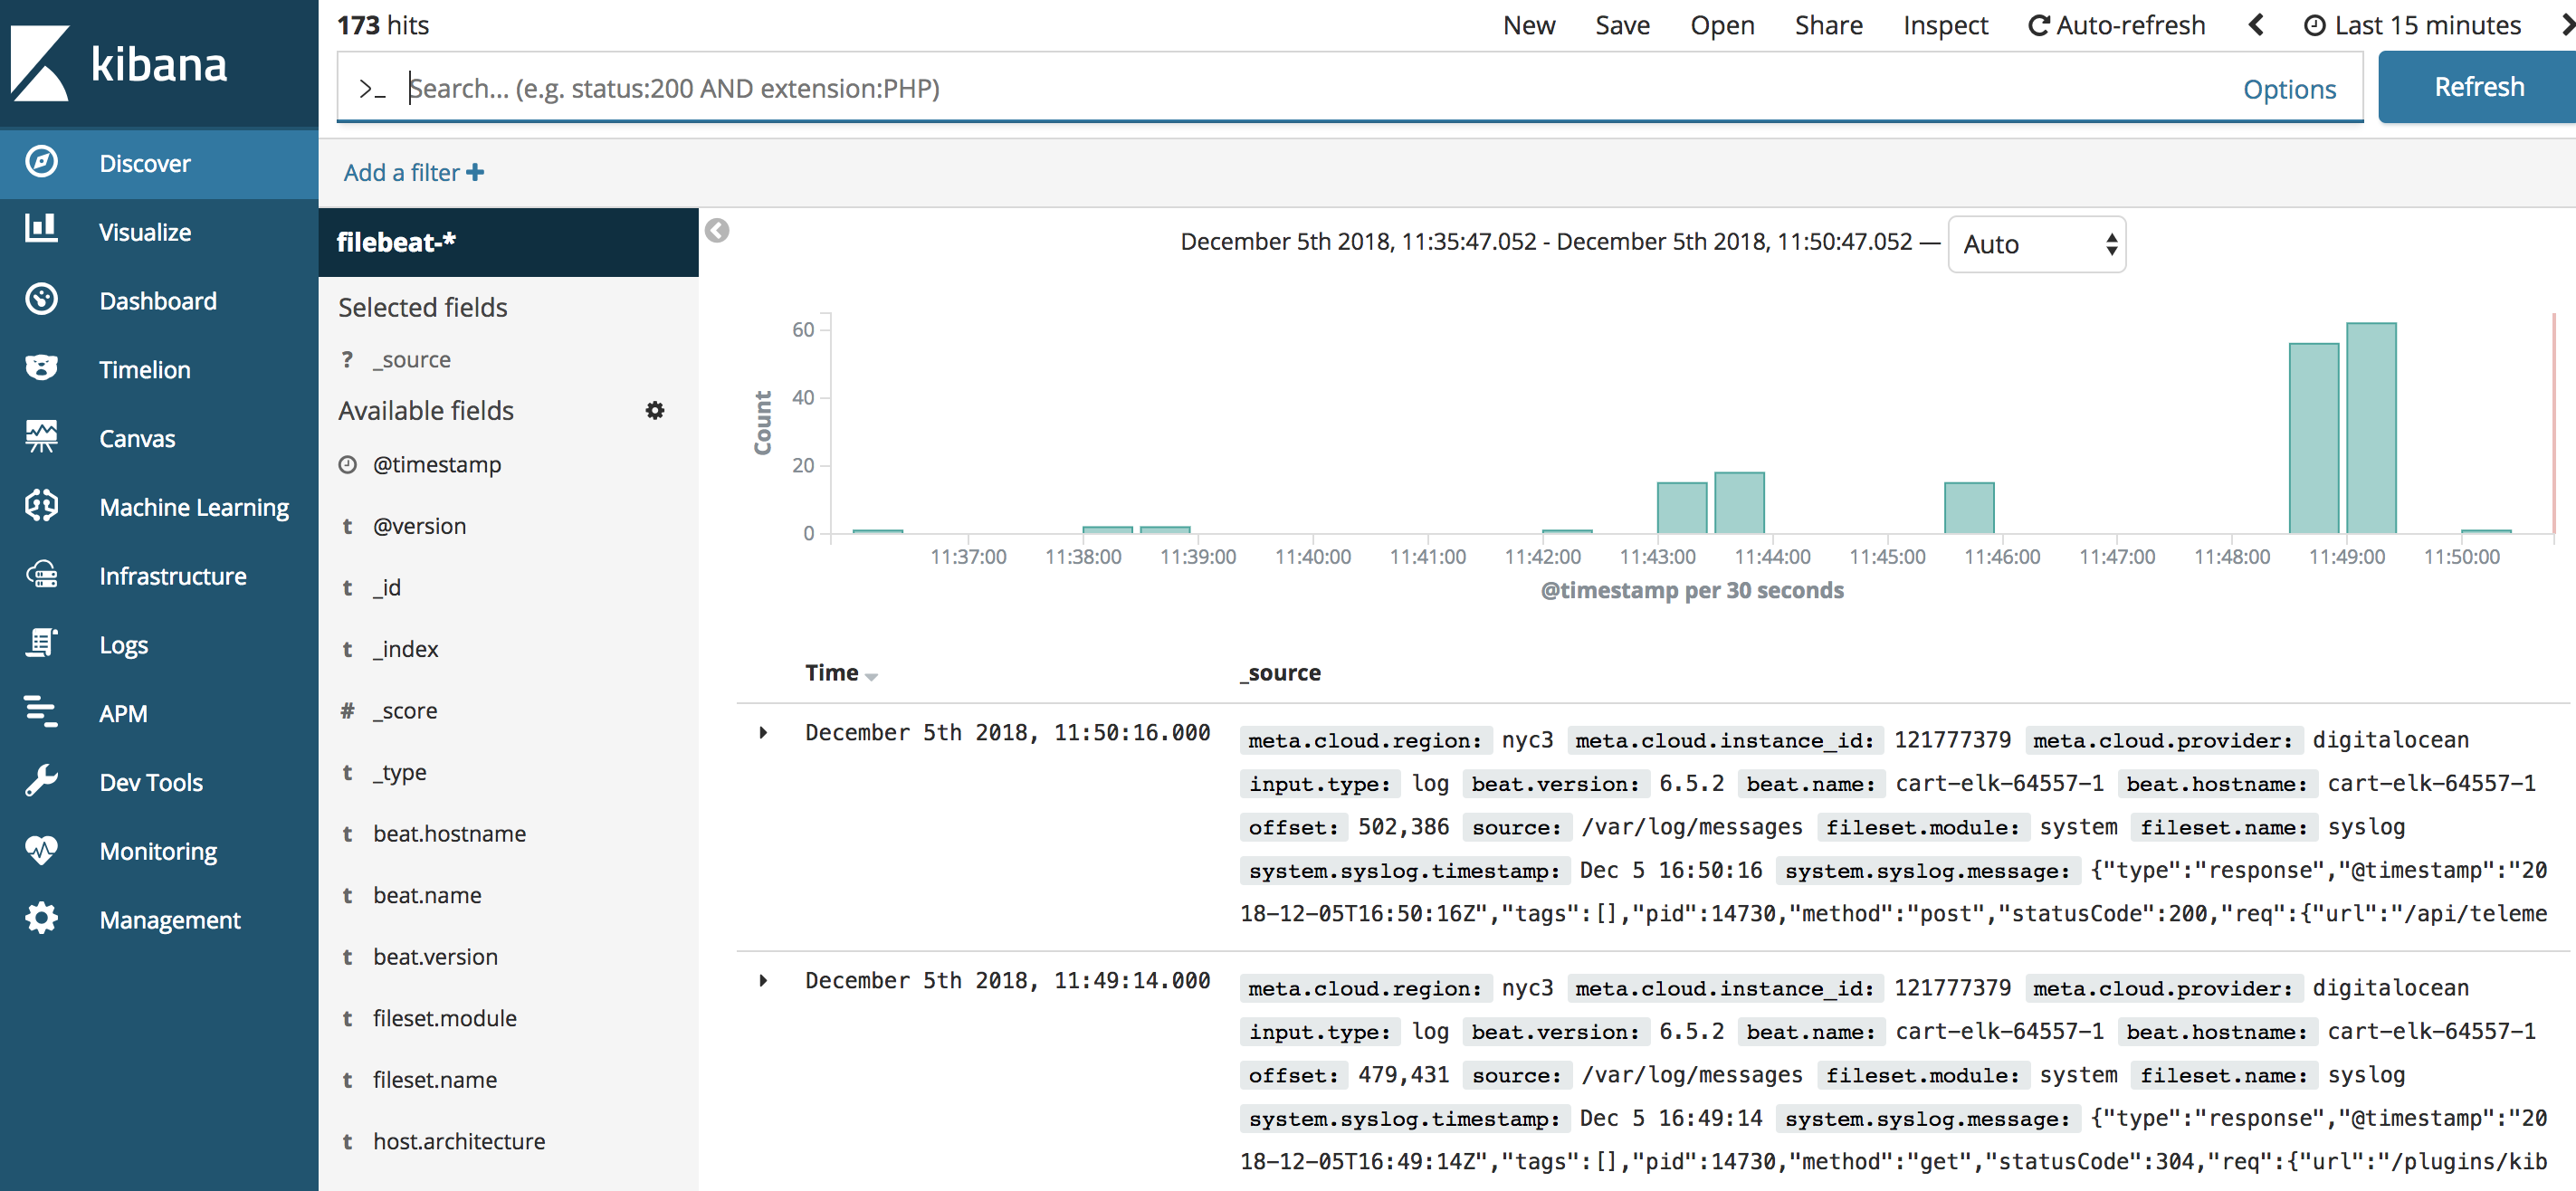 kibana
Discover
Visualize
Dashboard
Timelion
Canvas
Machine Learning
Infrastructure
Logs
APM
Dev Tools
Monitoring
Management
173 hits
New Save Open Share Inspect Auto-refresh Last 15 minutes
>_ Search... (e.g. status:200 AND extension:PHP) Options Refresh
Add a filter +
filebeat-*
Selected fields
? _source
Available fields
@timestamp
t @version
t _id
t _index
# _score
t _type
t beat.hostname
t beat.name
t beat.version
t fileset.module
t fileset.name
t host.architecture
December 5th 2018, 11:35:47.052 - December 5th 2018, 11:50:47.052 — Auto
Count
60
40
20
0
11:37:00 11:38:00 11:39:00 11:40:00 11:41:00 11:42:00 11:43:00 11:44:00 11:45:00 11:46:00 11:47:00 11:48:00 11:49:00 11:50:00
@timestamp per 30 seconds
Time _source
December 5th 2018, 11:50:16.000 meta.cloud.region: nyc3 meta.cloud.instance_id: 121777379 meta.cloud.provider: digitalocean
input.type: log beat.version: 6.5.2 beat.name: cart-elk-64557-1 beat.hostname: cart-elk-64557-1
offset: 502,386 source: /var/log/messages fileset.module: system fileset.name: syslog
system.syslog.timestamp: Dec 5 16:50:16 system.syslog.message: {"type":"response","@timestamp":"20
18-12-05T16:50:16Z","tags":[],"pid":14730,"method":"post","statusCode":200,"req":{"url":"/api/teleme
December 5th 2018, 11:49:14.000 meta.cloud.region: nyc3 meta.cloud.instance_id: 121777379 meta.cloud.provider: digitalocean
input.type: log beat.version: 6.5.2 beat.name: cart-elk-64557-1 beat.hostname: cart-elk-64557-1
offset: 479,431 source: /var/log/messages fileset.module: system fileset.name: syslog
system.syslog.timestamp: Dec 5 16:49:14 system.syslog.message: {"type":"response","@timestamp":"20
18-12-05T16:49:14Z","tags":[],"pid":14730,"method":"get","statusCode":304,"req":{"url":"/plugins/kib